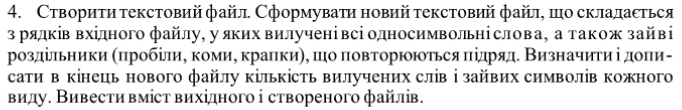 4. Створити текстовий файл. Сформувати новий текстовий файл, що складається
з рядків вхідного файлу, у яких вилучені всі односимвольні слова, а також зайві
роздільники (пробіли, коми, крапки), що повторюються підряд. Визначити і допи-
сати в кінець нового файлу кількість вилучених слів і зайвих символів кожного
виду. Вивести вміст вихідного і створеного файлів.